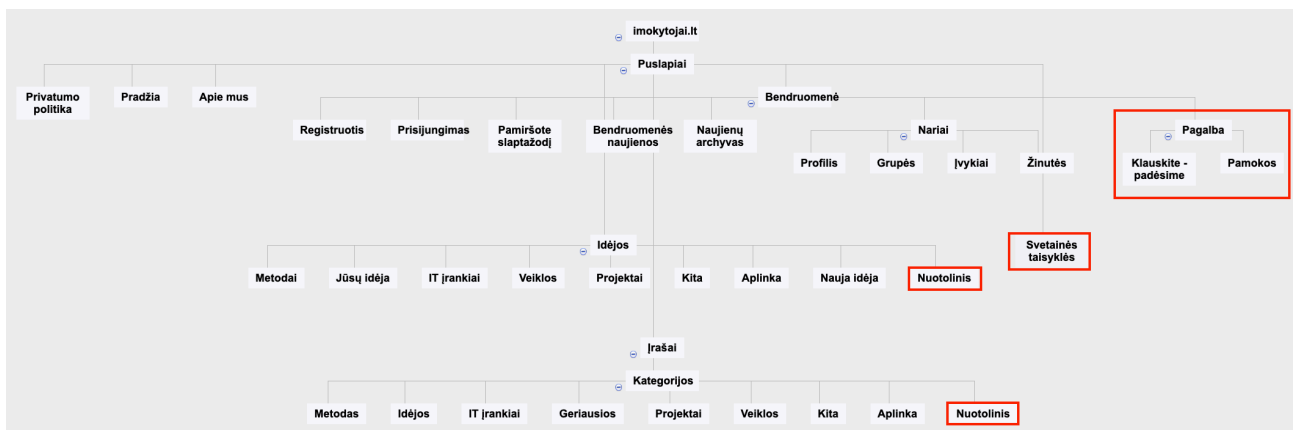 imokytojai.lt
Puslapiai
Privatumo
politika
Pradžia
Apie mus
Bendruomenė
Registruotis
Prisijungimas
Pamiršote
slaptažodį
Bendruomenės
naujienos
Naujienų
archyvas
Nariai
Pagalba
Profilis
Grupės
Įvykiai
Žinutės
Klauskite -
padėsime
Pamokos
Idėjos
Svetainės
taisyklės
Metodai
Jūsų idėja
IT įrankiai
Veiklos
Projektai
Kita
Aplinka
Nauja idėja
Nuotolinis
Įrašai
Kategorijos
Metodas
Idėjos
IT įrankiai
Geriausios
Projektai
Veiklos
Kita
Aplinka
Nuotolinis